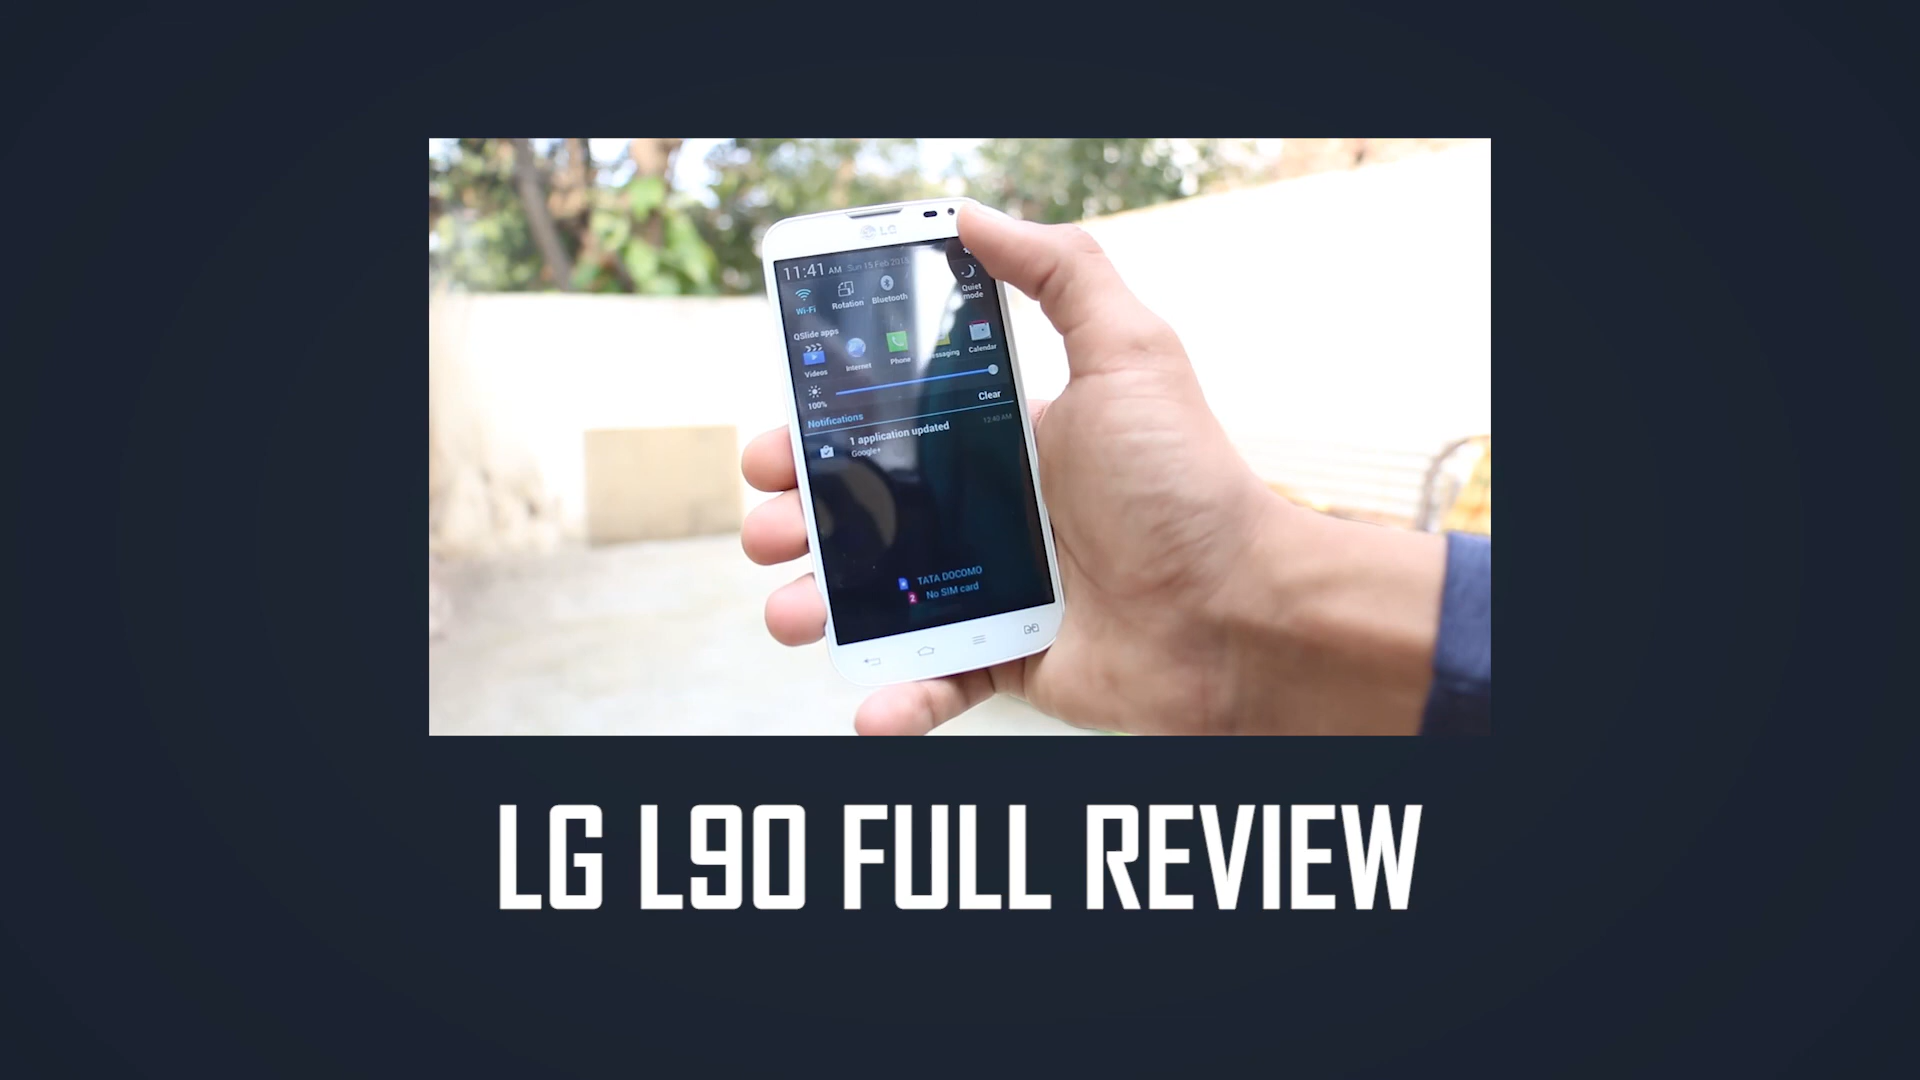 LG
11:41 AM Sun 15 Feb 2015
Wi-Fi
Rotation
Bluetooth
Quiet mode
QSlide apps
Videos
Internet
Phone
Calendar
100%
Clear
Notifications
1 application updated
Google+
TATA DOCOMO
2 No SIM card
LG L90 FULL REVIEW